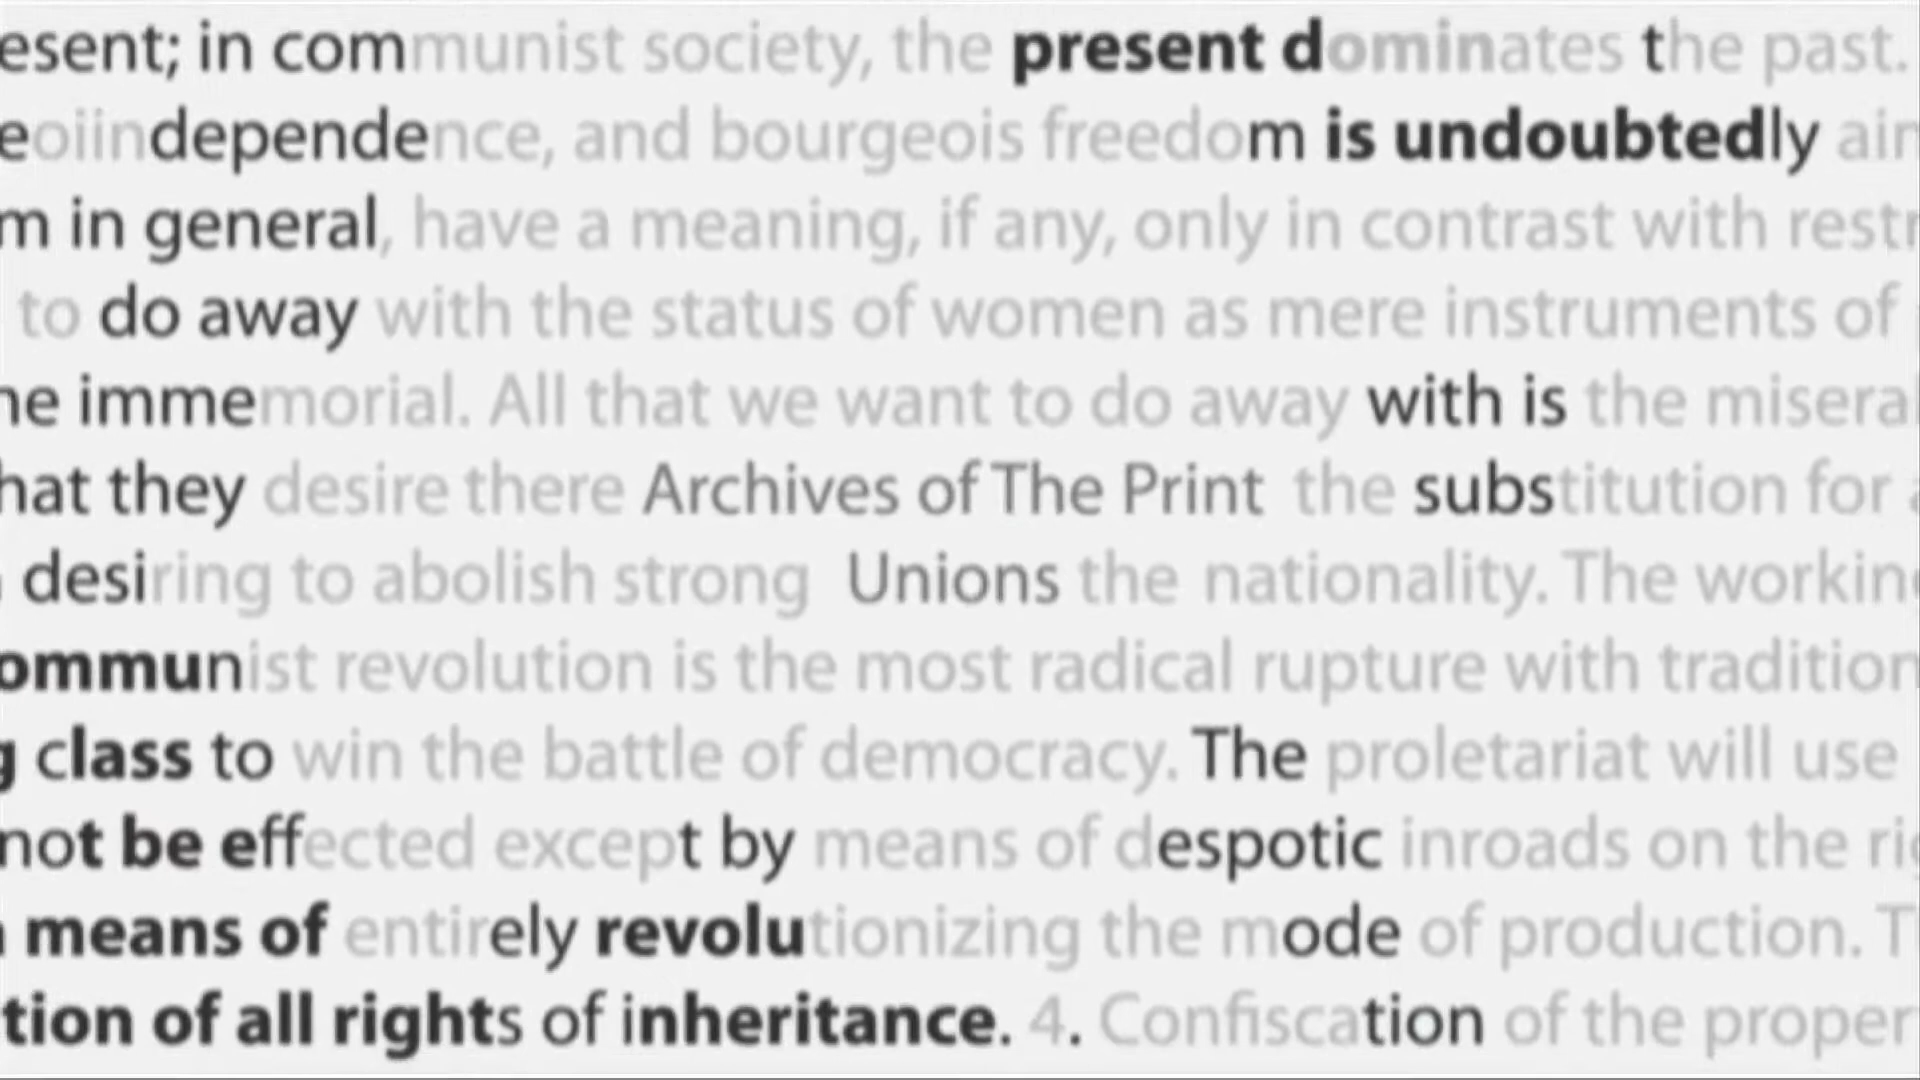 esent; in communist society, the present dominates the past.
eoiindependence, and bourgeois freedom is undoubtedly
m in general, have a meaning, if any, only in contrast with restr
to do away with the status of women as mere instruments of
ne immemorial. All that we want to do away with is the misera
hat they desire there Archives of The Print the substitution for a
desiring to abolish strong Unions the nationality. The working
ommunist revolution is the most radical rupture with tradition
g class to win the battle of democracy. The proletariat will use
not be effected except by means of despotic inroads on the rig
means of entirely revolutionizing the mode of production. T
tion of all rights of inheritance. 4. Confiscation of the proper